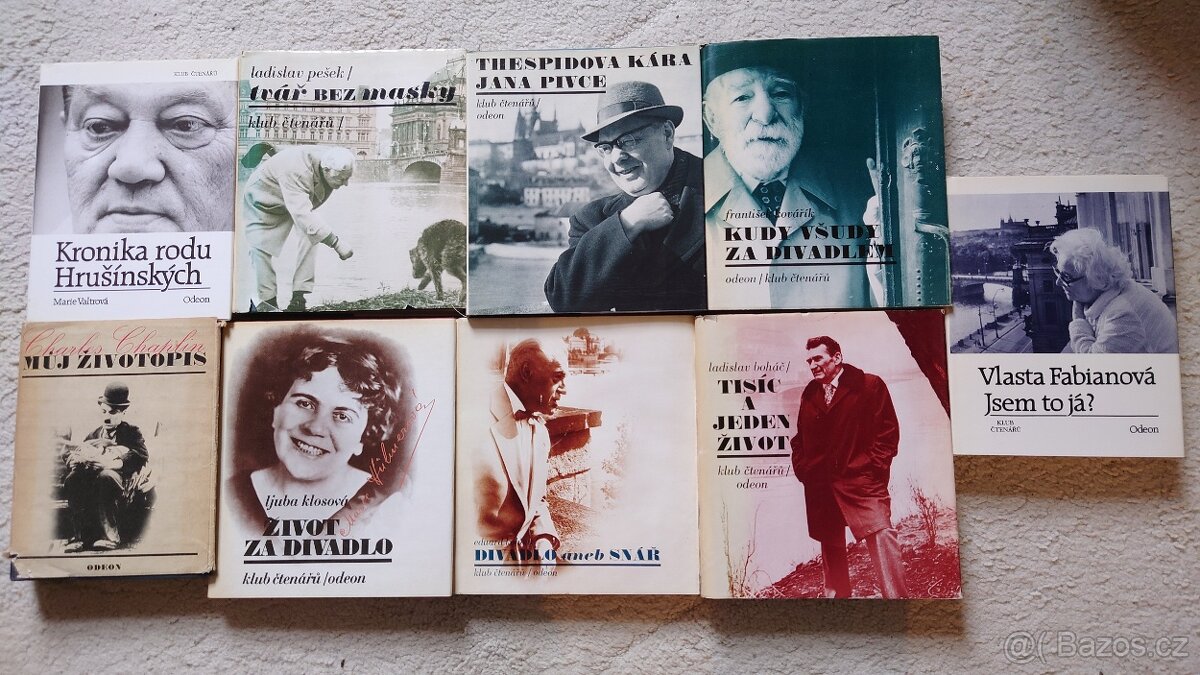 KLUB ČTENÁŘŮ
Kronika rodu
Hrušínských
Marie Valtrová Odeon
ladislav pešek/
tvář BEZ masky
klub čtenářů/
THESPIDOVA KÁRA
JANA PIVCE
klub čtenářů/
odeon
františek kovářík
KUDY VŠUDY
ZA DIVADLEM
odeon/klub čtenářů
Vlasta Fabianová
Jsem to já?
KLUB
ČTENÁŘŮ
Odeon
Charles Chaplin
MŮJ ŽIVOTOPIS
ODEON
ljuba klosová
ŽIVOT
ZA DIVADLO
klub čtenářů/odeon
DIVADLO aneb SNÁŘ
klub čtenářů/odeon
ladislav boháč/
TISÍC
A
JEDEN
ŽIVOT
klub čtenářů/
odeon
@( Bazos.cz